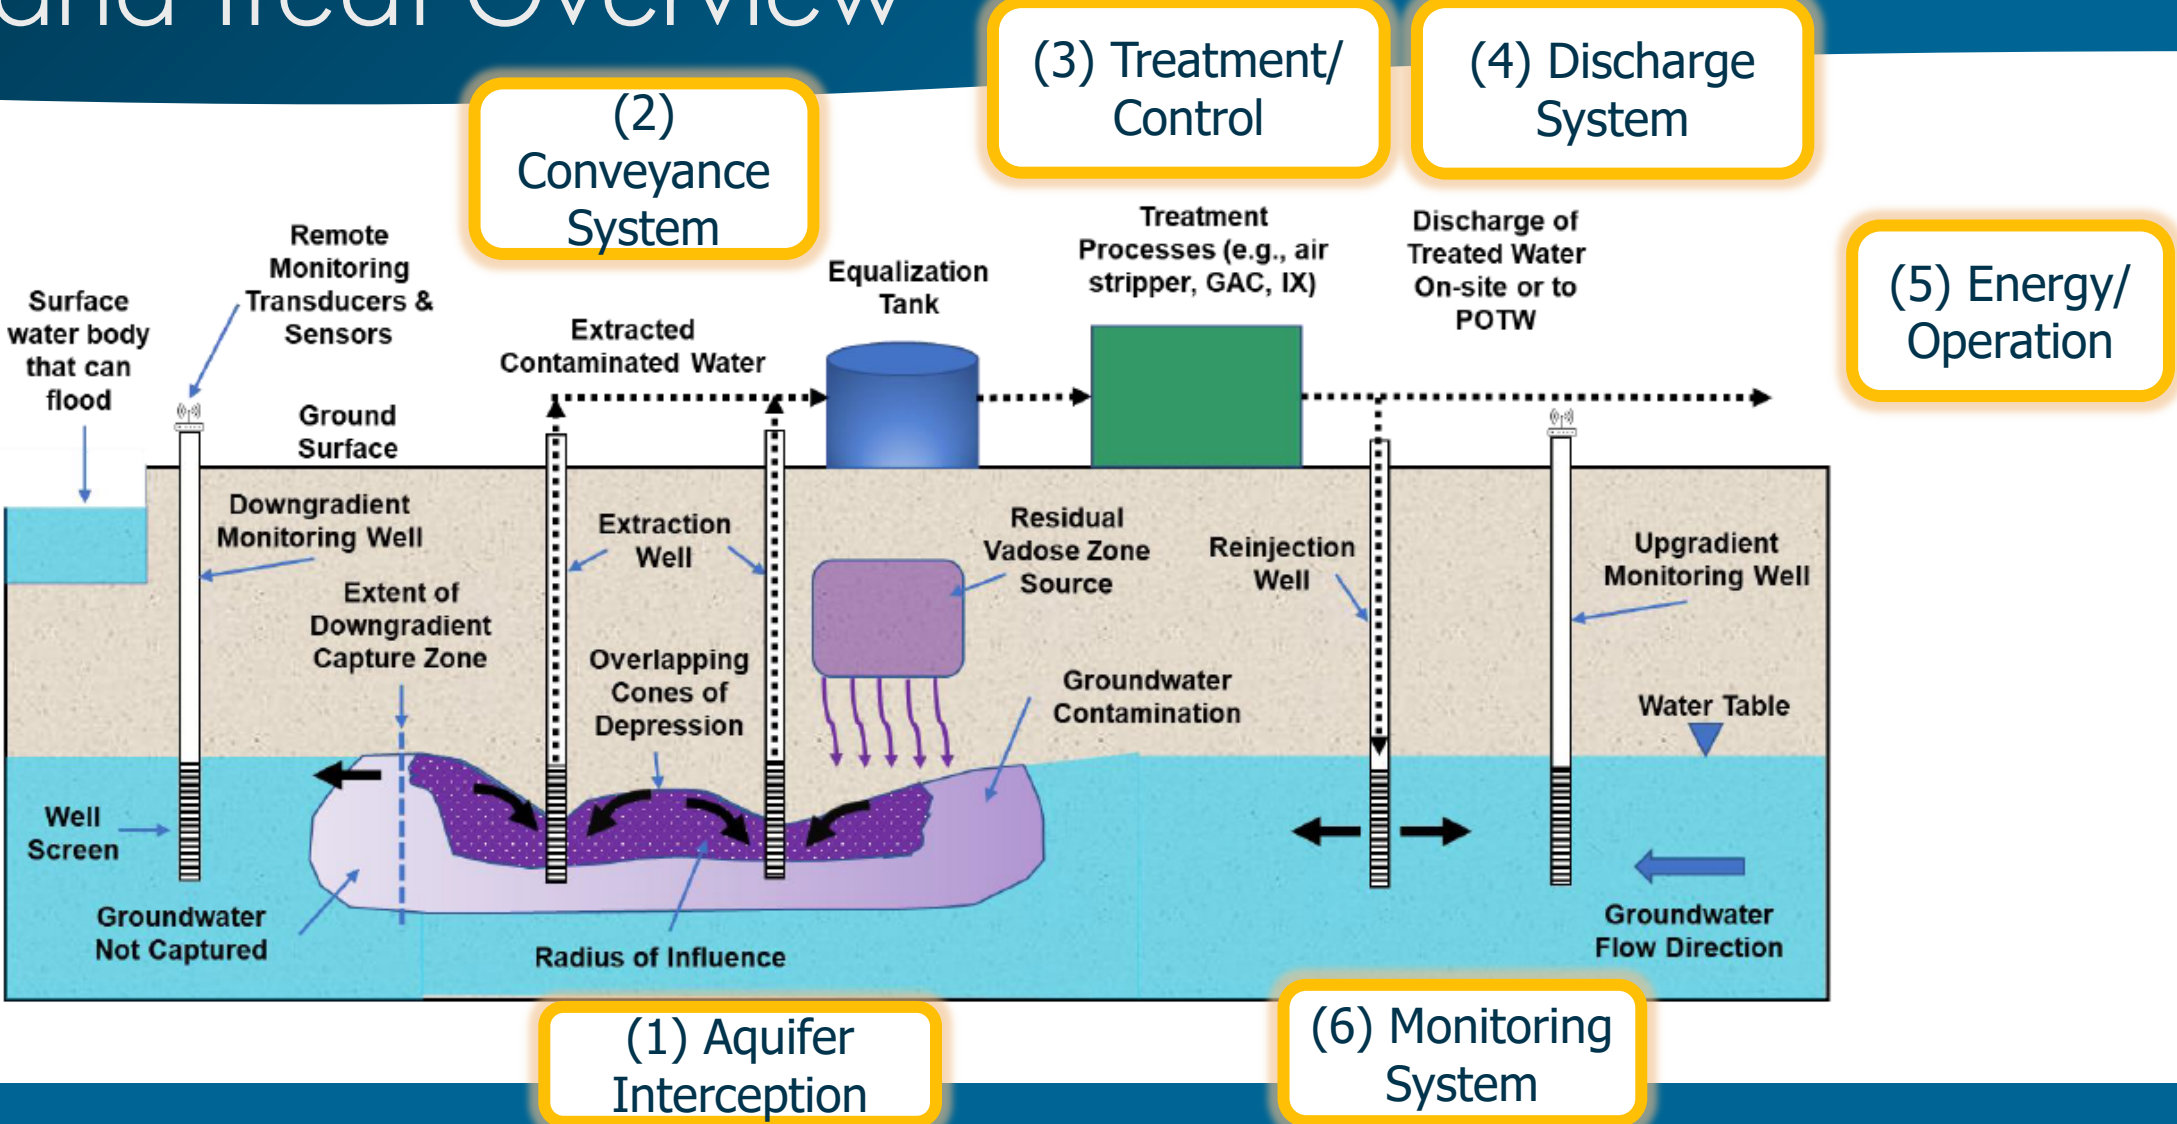 and Treat Overview
(3) Treatment/
Control
(4) Discharge
System
(2)
Conveyance
System
(5) Energy/
Operation
Surface
water body
that can
flood
Remote
Monitoring
Transducers &
Sensors
Ground
Surface
Extracted
Contaminated Water
Equalization
Tank
Treatment
Processes (e.g., air
stripper, GAC, IX)
Discharge of
Treated Water
On-site or to
POTW
Downgradient
Monitoring Well
Extent of
Downgradient
Capture Zone
Extraction
Well
Overlapping
Cones of
Depression
Residual
Vadose Zone
Source
Groundwater
Contamination
Reinjection
Well
Upgradient
Monitoring Well
Water Table
Well
Screen
Groundwater
Not Captured
Radius of Influence
Groundwater
Flow Direction
(1) Aquifer
Interception
(6) Monitoring
System